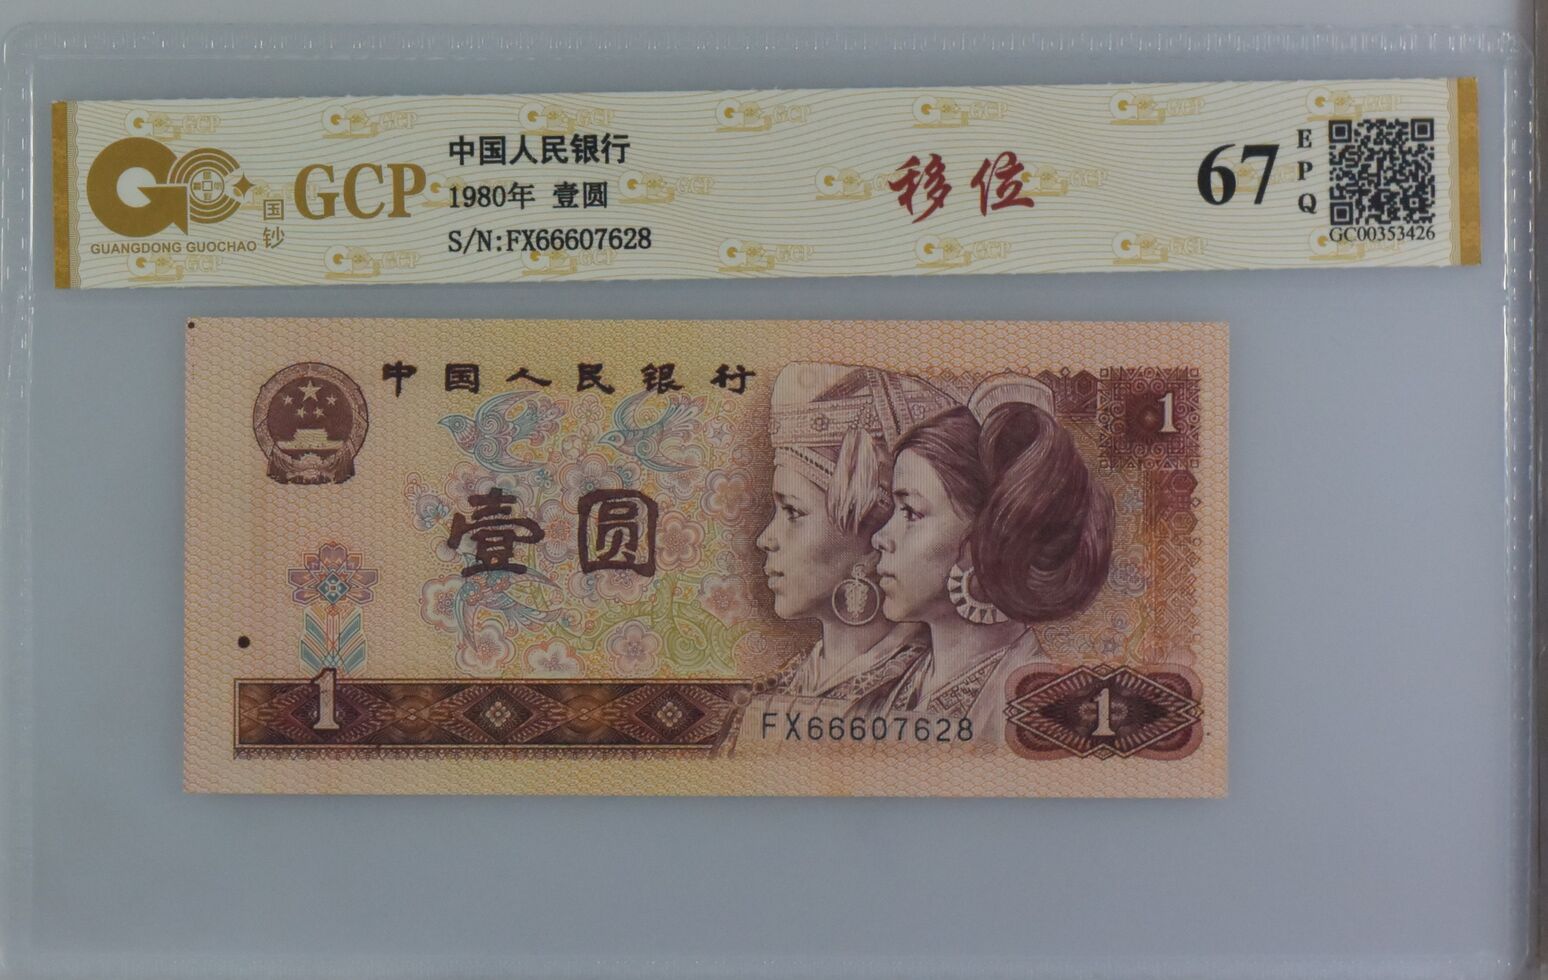 GCP
国钞
GUANGDONG GUOCHAO
中国人民银行
1980年 壹圆
S/N:FX66607628
移位
67
EPQ
GC00353426
中国人民银行
1
壹圆
1
FX66607628
1